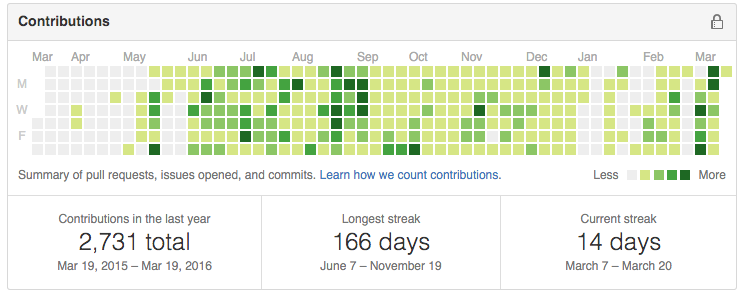 Contributions
Mar Apr May Jun Jul Aug Sep Oct Nov Dec Jan Feb Mar
M
W
F
Summary of pull requests, issues opened, and commits. Learn how we count contributions.
Less More
Contributions in the last year
2,731 total
Mar 19, 2015 – Mar 19, 2016
Longest streak
166 days
June 7 – November 19
Current streak
14 days
March 7 – March 20